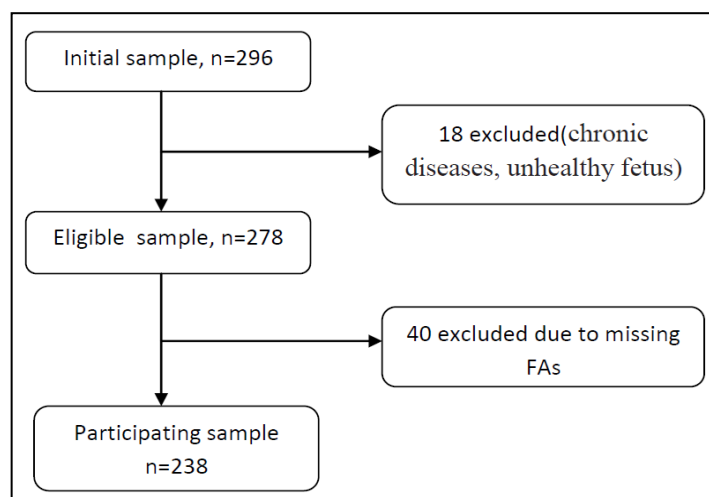 Initial sample, n=296
18 excluded(chronic
diseases, unhealthy fetus)
Eligible sample, n=278
40 excluded due to missing
FAs
Participating sample
n=238